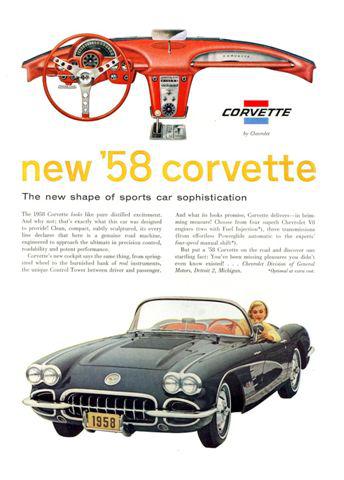 CORVETTE
by Chevrolet
new '58 corvette
The new shape of sports car sophistication
The 1958 Corvette looks like pure distilled excitement.
And why not; that's exactly what this car was designed
to provide! Clean, compact, subtly sculptured, its every
line declares that here is a genuine road machine,
engineered to approach the ultimate in precision control,
roadability and potent performance.
Corvette's new cockpit says the same thing, from spring-
steel wheel to the burnished bank of real instruments,
the unique Control Tower between driver and passenger.
And what its looks promise, Corvette delivers—in brim-
ming measure! Choose from four superb Chevrolet V8
engines (two with Fuel Injection*), three transmissions
(from effortless Powerglide automatic to the experts'
four-speed manual shift*).
But put a '58 Corvette on the road and discover one
startling fact: You've been missing pleasures you didn't
even know existed! . . . Chevrolet Division of General
Motors, Detroit 2, Michigan. *Optional at extra cost.
1958